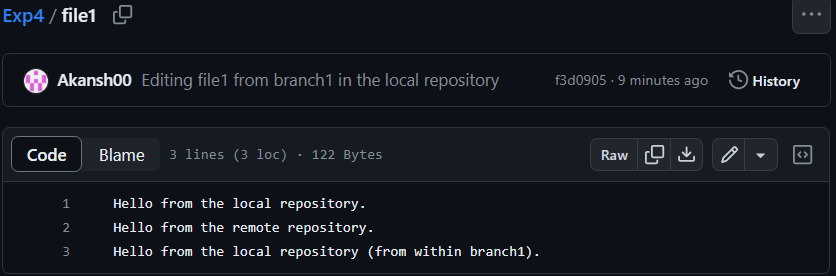 Exp4 / file1
Akansh00 Editing file1 from branch1 in the local repository f3d0905 · 9 minutes ago History
Code Blame 3 lines (3 loc) · 122 Bytes Raw
1 Hello from the local repository.
2 Hello from the remote repository.
3 Hello from the local repository (from within branch1).